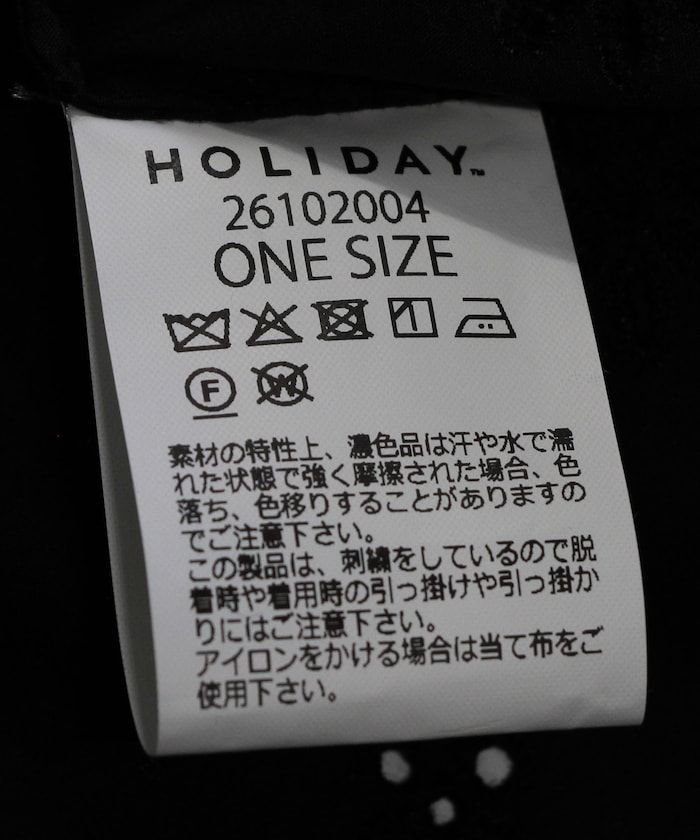 HOLIDAY™
26102004
ONE SIZE
F W
素材の特性上、濃色品は汗や水で濡
れた状態で強く摩擦された場合、色
落ち、色移りすることがありますの
でご注意下さい。
この製品は、刺繍をしているので脱
着時や着用時の引っ掛けや引っ掛か
りにはご注意下さい。
アイロンをかける場合は当て布をご
使用下さい。